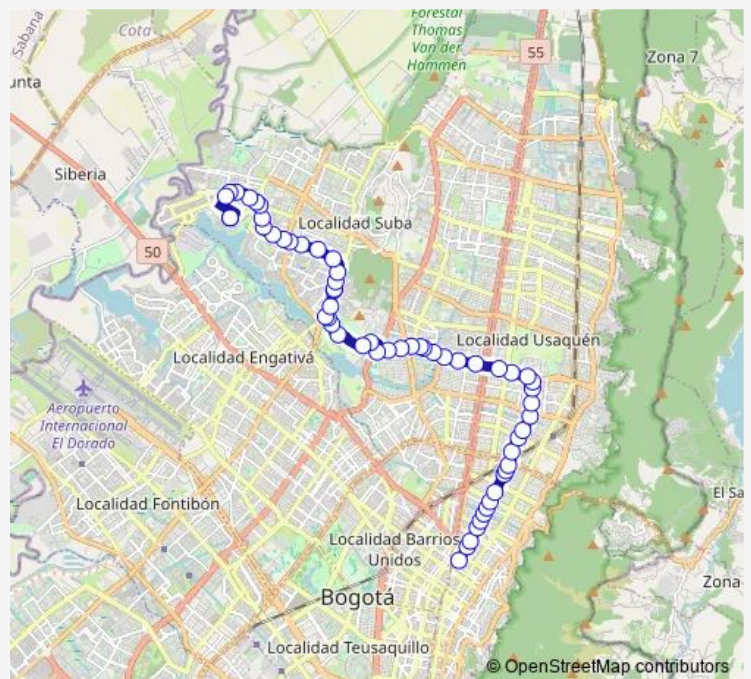 Forestal
Thomas
Van der
Hammen
55
Zona 7
Cota
Sabana
unta
Siberia
Localidad Suba
50
Localidad Usaquén
Localidad Engativá
Aeropuerto
Internacional
El Dorado
El Sa
Localidad Fontibón
Localidad Barrios
Unidos
Zona
Bogotá
Localidad Teusaquillo
© OpenStreetMap contributors